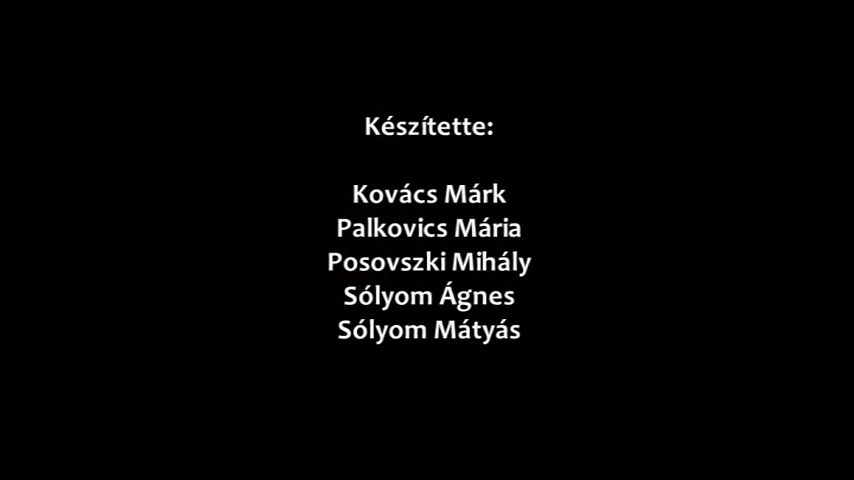 Készítette:
Kovács Márk
Palkovics Mária
Posovszki Mihály
Sólyom Ágnes
Sólyom Mátyás